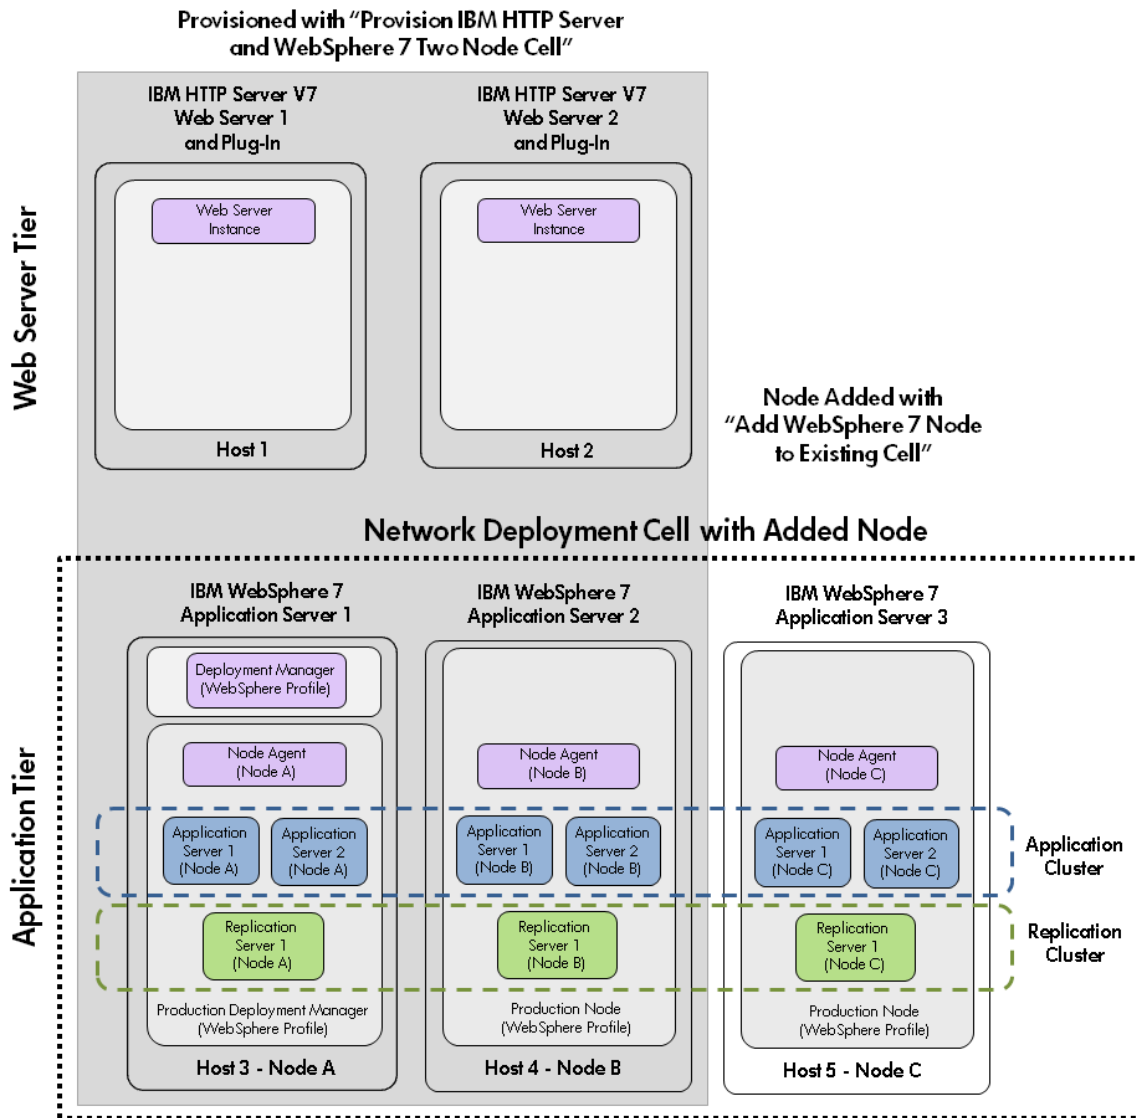 Provisioned with “Provision IBM HTTP Server
and WebSphere 7 Two Node Cell”
IBM HTTP Server V7
Web Server 1
and Plug-In
IBM HTTP Server V7
Web Server 2
and Plug-In
Web Server Tier
Web Server
Instance
Web Server
Instance
Host 1
Host 2
Node Added with
“Add WebSphere 7 Node
to Existing Cell”
Network Deployment Cell with Added Node
Application Tier
IBM WebSphere 7
Application Server 1
IBM WebSphere 7
Application Server 2
IBM WebSphere 7
Application Server 3
Deployment Manager
(WebSphere Profile)
Node Agent
(Node A)
Node Agent
(Node B)
Node Agent
(Node C)
Application
Server 1
(Node A)
Application
Server 2
(Node A)
Application
Server 1
(Node B)
Application
Server 2
(Node B)
Application
Server 1
(Node C)
Application
Server 2
(Node C)
Application
Cluster
Replication
Server 1
(Node A)
Replication
Server 1
(Node B)
Replication
Server 1
(Node C)
Replication
Cluster
Production Deployment Manager
(WebSphere Profile)
Production Node
(WebSphere Profile)
Production Node
(WebSphere Profile)
Host 3 - Node A
Host 4 - Node B
Host 5 - Node C